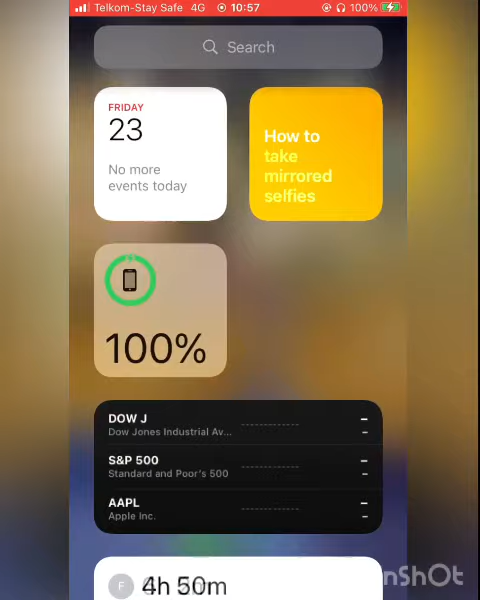 Telkom-Stay Safe 4G 10:57 100%
Search
FRIDAY
23
No more
events today
How to
take
mirrored
selfies
100%
DOW J
Dow Jones Industrial Av...
S&P 500
Standard and Poor's 500
AAPL
Apple Inc.
F 4h 50m